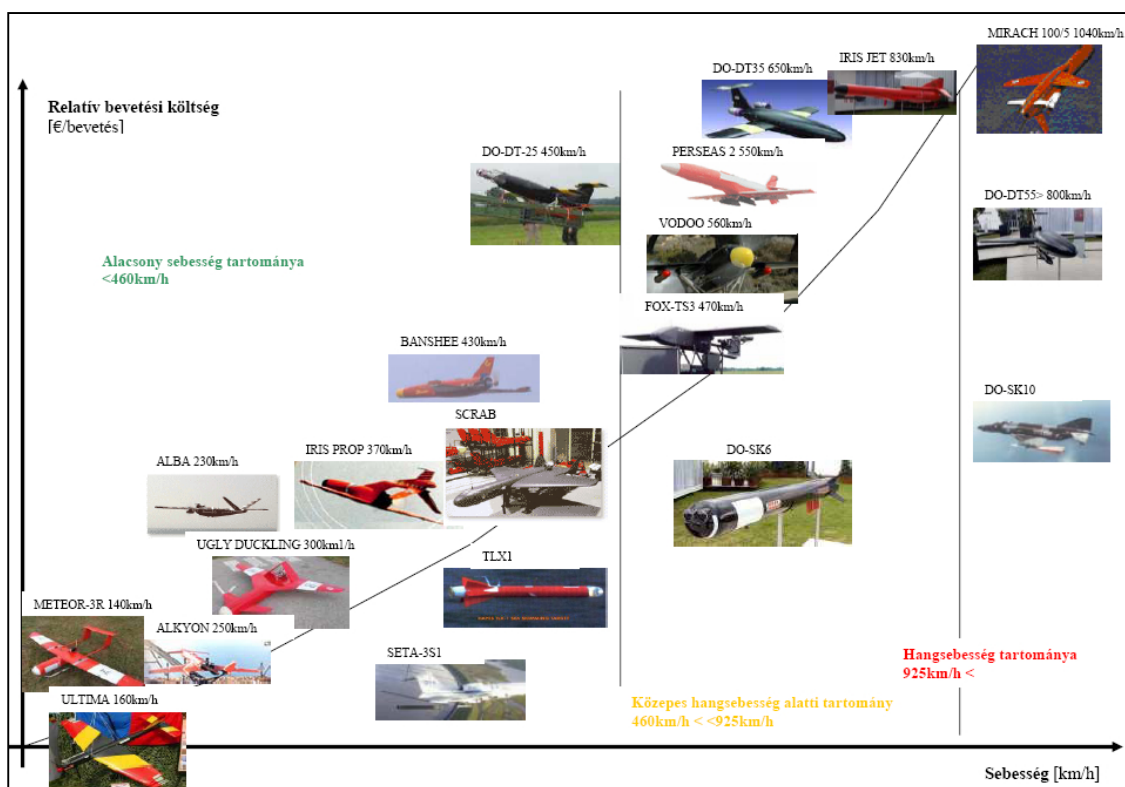 MIRACH 100/5 1040km/h
IRIS JET 830km/h
DO-DT35 650km/h
Relatív bevetési költség
[€/bevetés]
DO-DT-25 450km/h
PERSEAS 2 550km/h
DO-DT55> 800km/h
VODOO 560km/h
Alacsony sebesség tartománya
<460km/h
FOX-TS3 470km/h
BANSHEE 430km/h
DO-SK10
SCRAB
IRIS PROP 370km/h
DO-SK6
ALBA 230km/h
UGLY DUCKLING 300km1/h
TLX1
METEOR-3R 140km/h
ALKYON 250km/h
SETA-3S1
Hangsebesség tartománya
925km/h <
ULTIMA 160km/h
Közepes hangsebesség alatti tartomány
460km/h < <925km/h
Sebesség [km/h]